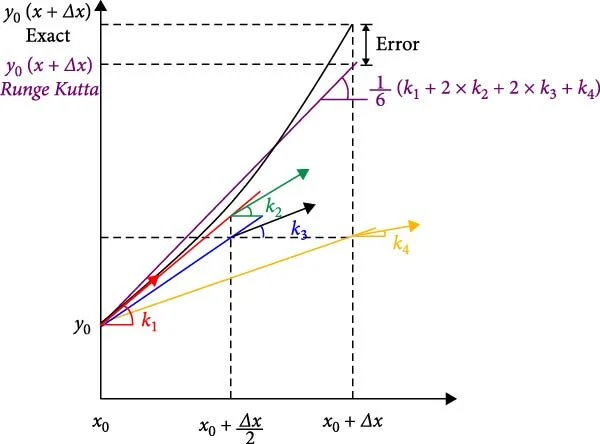 y₀ (x + Δx)
Exact
Error
y₀ (x + Δx)
Runge Kutta
1/6 (k₁ + 2 × k₂ + 2 × k₃ + k₄)
k₂
k₃
k₄
y₀
k₁
x₀
x₀ + Δx/2
x₀ + Δx